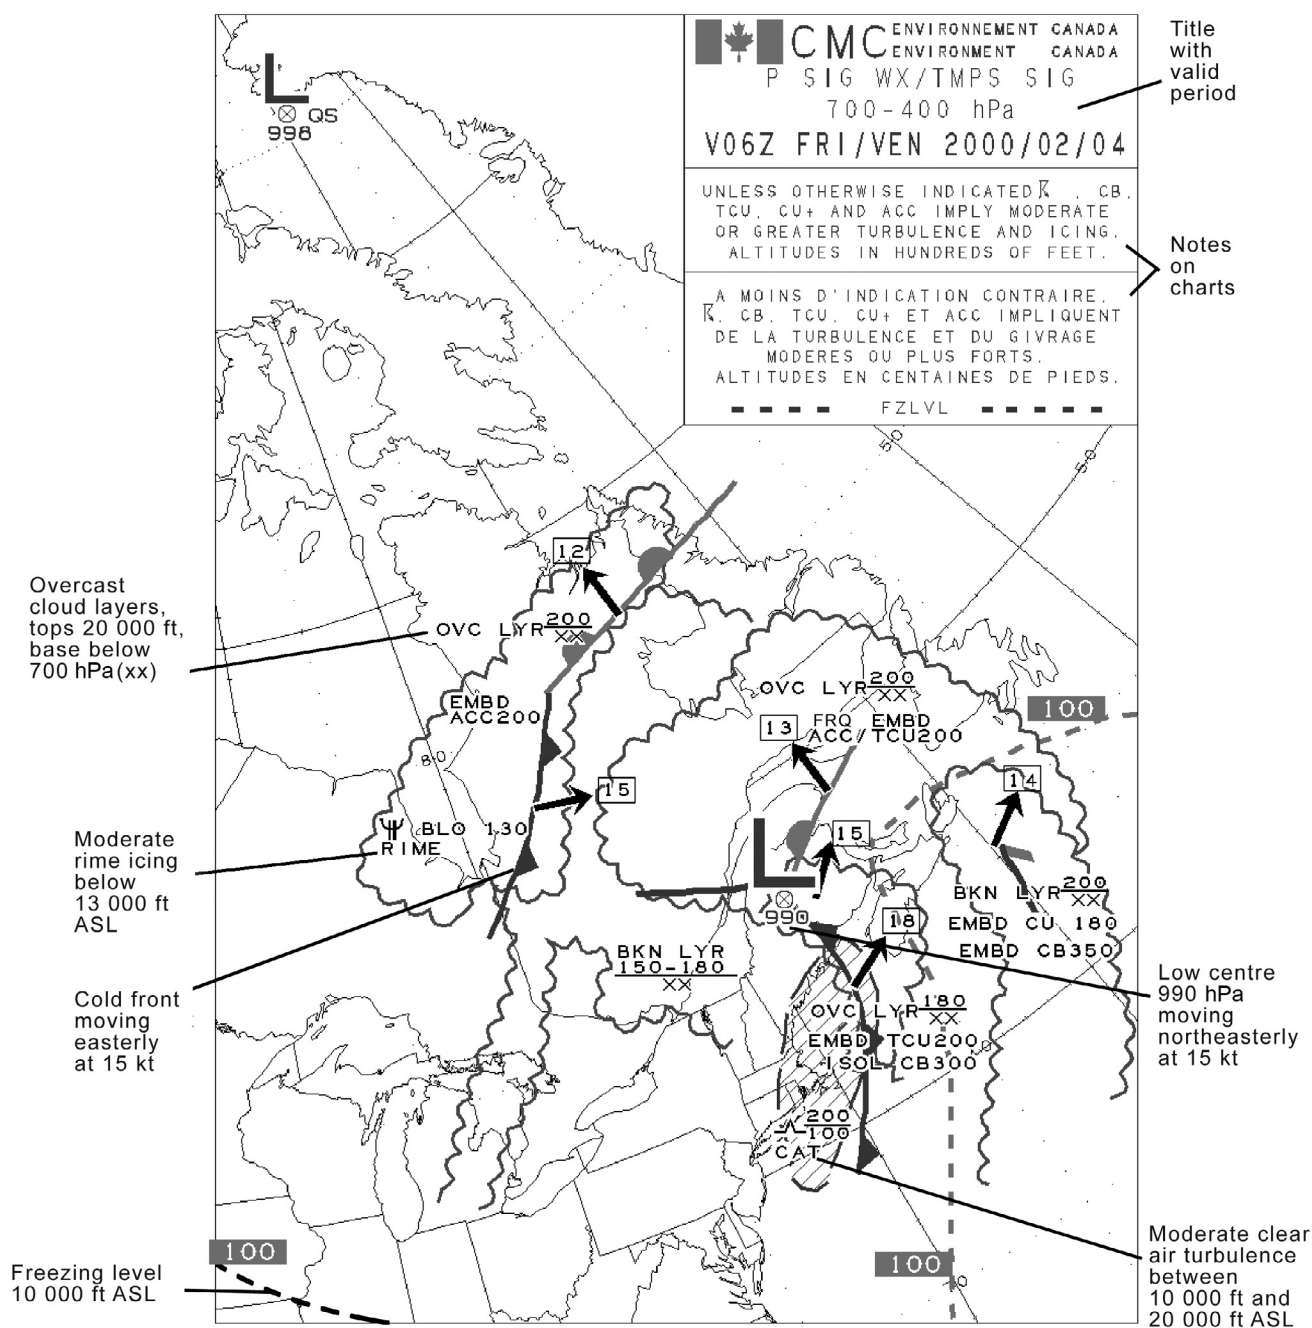 CMC ENVIRONNEMENT CANADA
ENVIRONMENT CANADA
P SIG WX/TMPS SIG
700-400 hPa
V06Z FRI/VEN 2000/02/04
UNLESS OTHERWISE INDICATED , CB,
TCU, CU+ AND ACC IMPLY MODERATE
OR GREATER TURBULENCE AND ICING.
ALTITUDES IN HUNDREDS OF FEET.
A MOINS D'INDICATION CONTRAIRE,
, CB, TCU, CU+ ET ACC IMPLIQUENT
DE LA TURBULENCE ET DU GIVRAGE
MODERES OU PLUS FORTS.
ALTITUDES EN CENTAINES DE PIEDS.
FZLVL
Title
with
valid
period
Notes
on
charts
L
QS
998
50
50
12
Overcast
cloud layers,
tops 20 000 ft,
base below
700 hPa(xx)
OVC LYR 200
XX
EMBD
ACC200
80
OVC LYR 200
XX
FRQ EMBD
ACC/TCU200
13
100
14
15
15
Moderate
rime icing
below
13 000 ft
ASL
BLO 130
RIME
L
990
18
BKN LYR 200
XX
EMBD CU 180
EMBD CB350
BKN LYR
150-180
XX
Cold front
moving
easterly
at 15 kt
Low centre
990 hPa
moving
northeasterly
at 15 kt
OVC LYR 180
XX
EMBD TCU200
ISOL CB300
200
100
CAT
Moderate clear
air turbulence
between
10 000 ft and
20 000 ft ASL
100
100
Freezing level
10 000 ft ASL